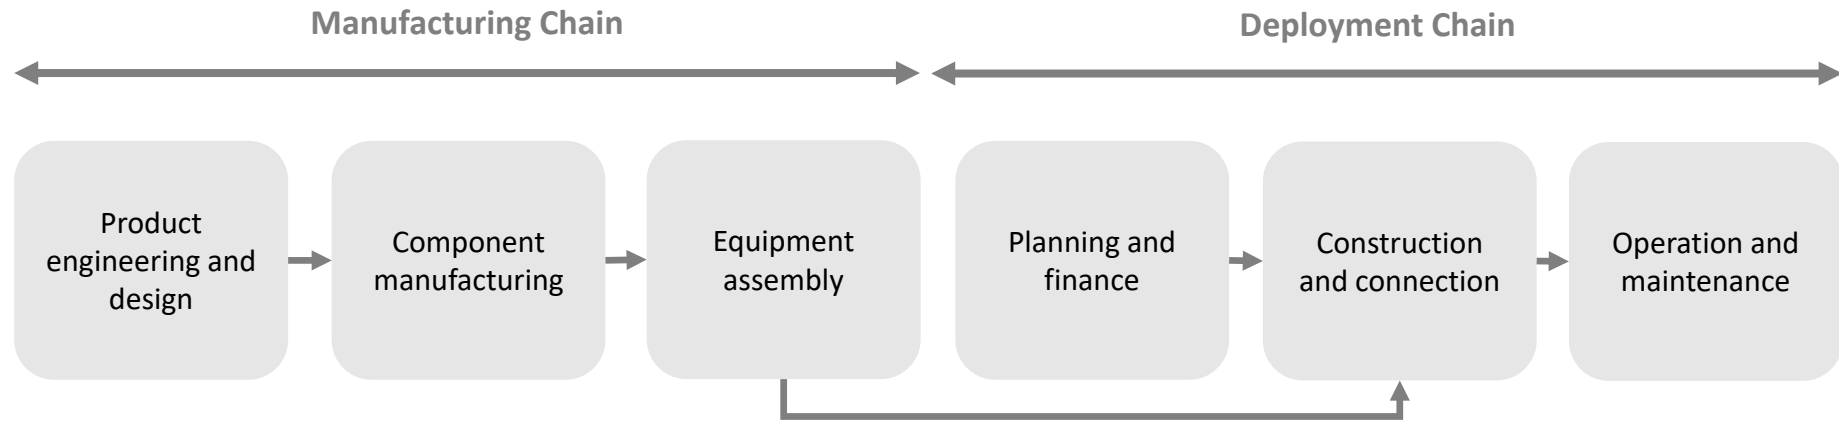 Manufacturing Chain
Deployment Chain
Product
engineering and
design
Component
manufacturing
Equipment
assembly
Planning and
finance
Construction
and connection
Operation and
maintenance